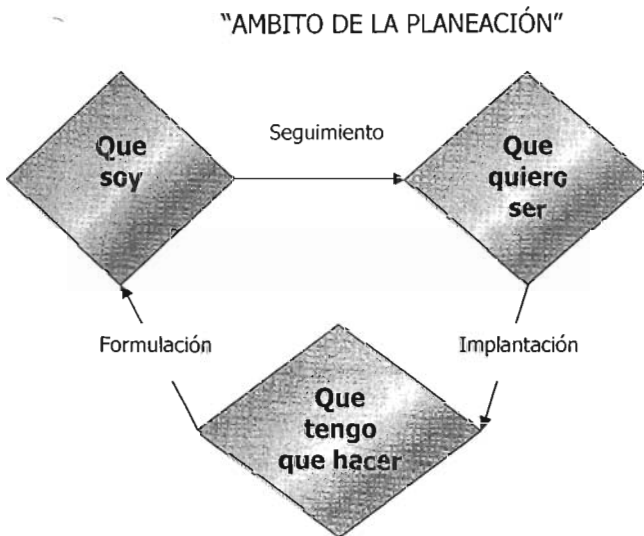 "AMBITO DE LA PLANEACIÓN"
Que
soy
Seguimiento
Que
quiero
ser
Formulación
Implantación
Que
tengo
que hacer